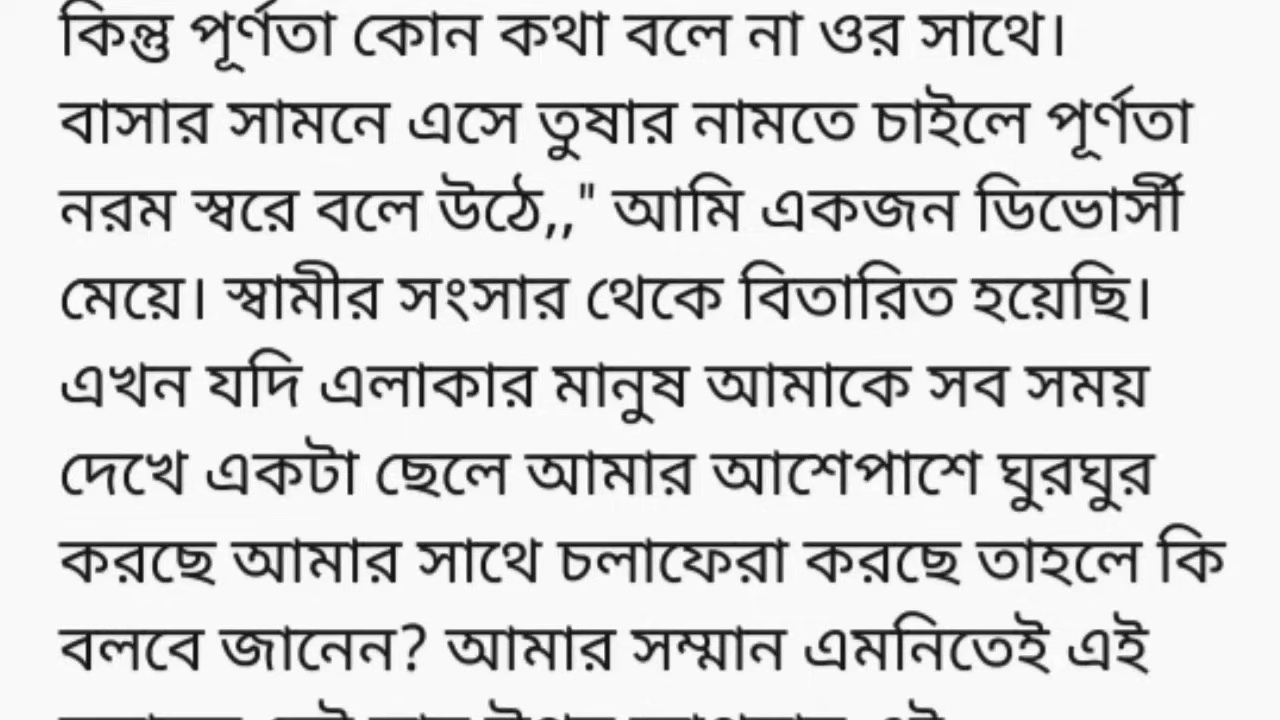 কিন্তু পূর্ণতা কোন কথা বলে না ওর সাথে।
বাসার সামনে এসে তুষার নামতে চাইলে পূর্ণতা
নরম স্বরে বলে উঠে,," আমি একজন ডিভোর্সী
মেয়ে। স্বামীর সংসার থেকে বিতারিত হয়েছি।
এখন যদি এলাকার মানুষ আমাকে সব সময়
দেখে একটা ছেলে আমার আশেপাশে ঘুরঘুর
করছে আমার সাথে চলাফেরা করছে তাহলে কি
বলবে জানেন? আমার সম্মান এমনিতেই এই